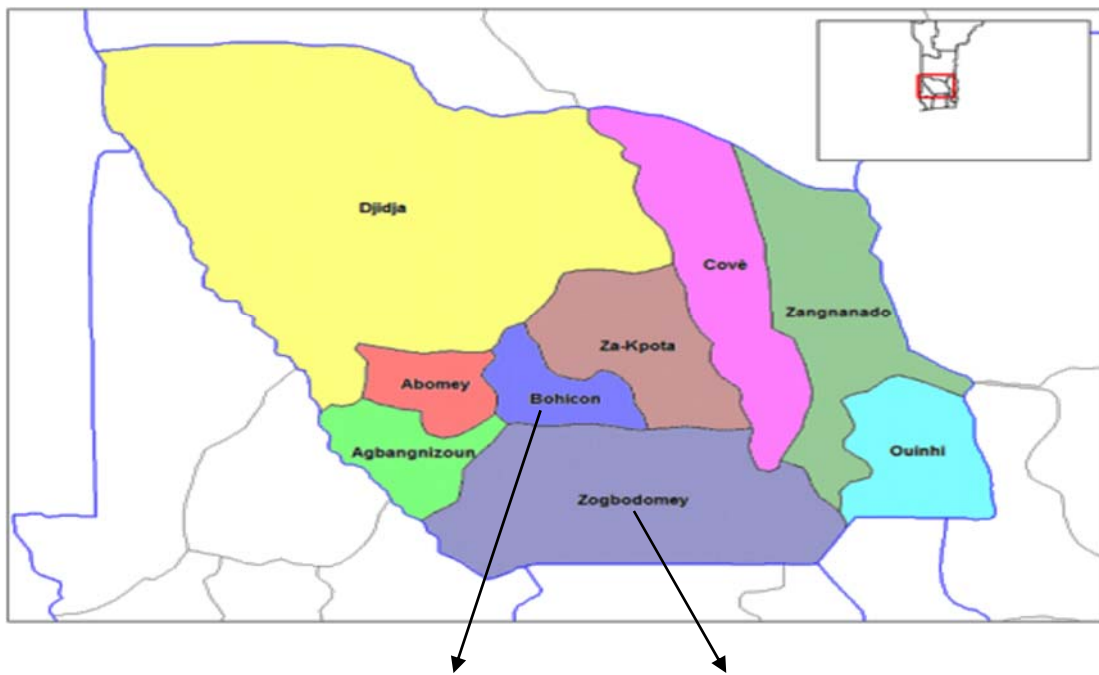 Djidja
Covè
Zangnanado
Za-Kpota
Abomey
Bohicon
Agbangnizoun
Ouinhi
Zogbodomey